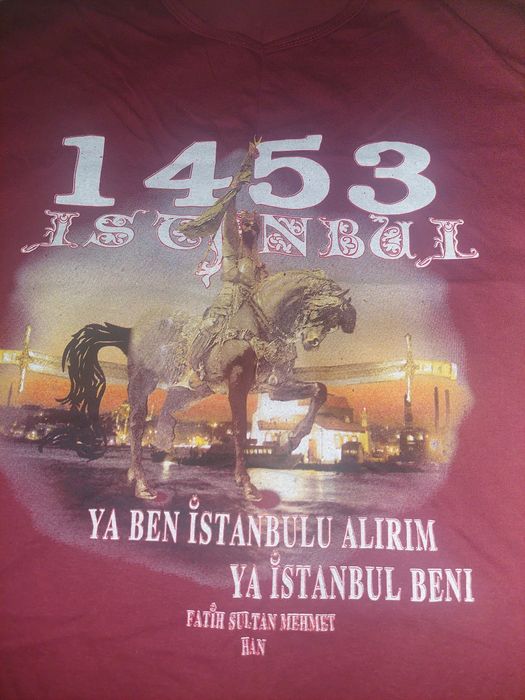 1453
ISTANBUL
YA BEN İSTANBULU ALIRIM
YA İSTANBUL BENI
FATİH SULTAN MEHMET
HAN